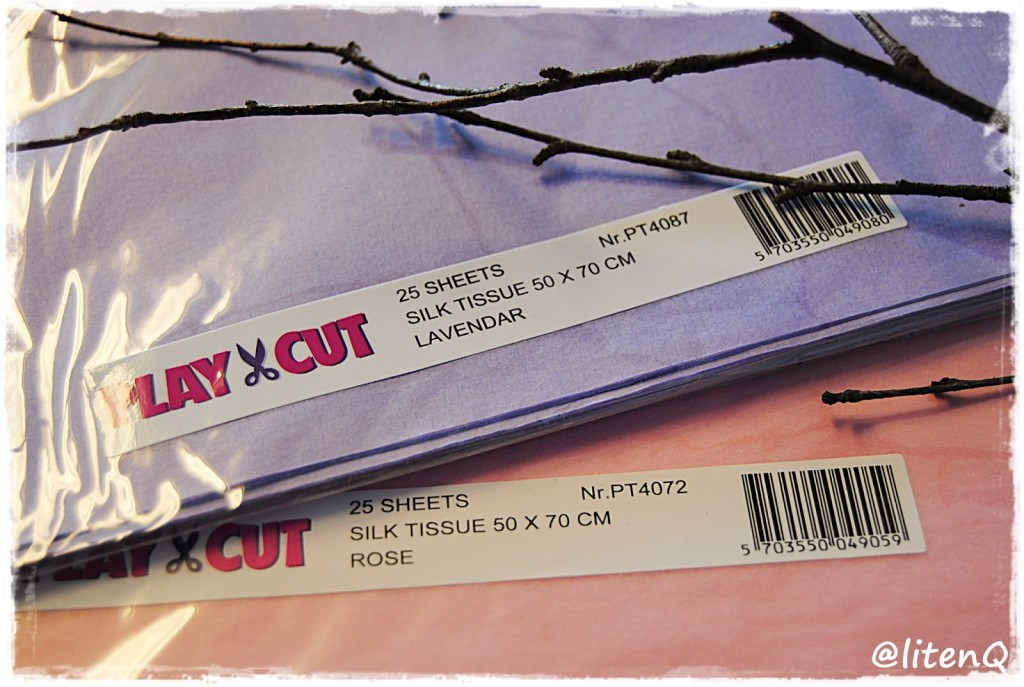 PLAY CUT
25 SHEETS
SILK TISSUE 50 X 70 CM
LAVENDAR
Nr.PT4087
5 703550 049080
PLAY CUT
25 SHEETS
SILK TISSUE 50 X 70 CM
ROSE
Nr.PT4072
5 703550 049059
@litenQ